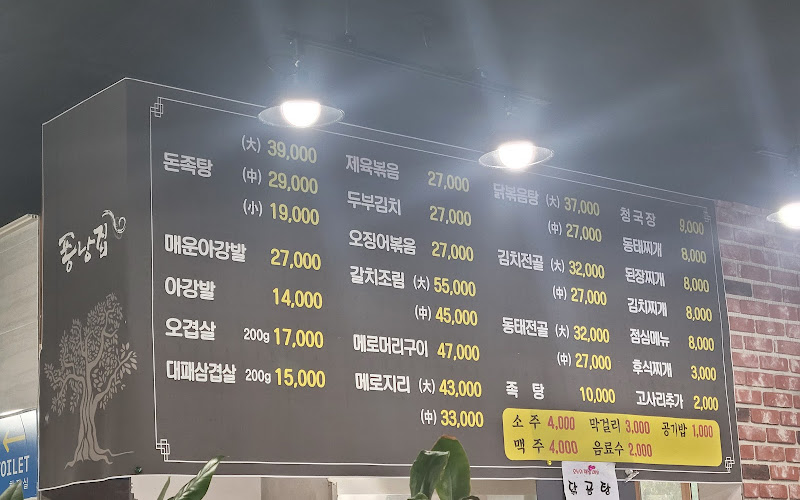 종낭집
돈족탕 (大) 39,000
(中) 29,000
(小) 19,000
매운아강발 27,000
아강발 14,000
오겹살 200g 17,000
대패삼겹살 200g 15,000
제육볶음 27,000
두부김치 27,000
오징어볶음 27,000
갈치조림 (大) 55,000
(中) 45,000
메로머리구이 47,000
메로지리 (大) 43,000
(中) 33,000
닭볶음탕 (大) 37,000
(中) 27,000
김치전골 (大) 32,000
(中) 27,000
동태전골 (大) 32,000
(中) 27,000
족탕 10,000
청국장 9,000
동태찌개 8,000
된장찌개 8,000
김치찌개 8,000
점심메뉴 8,000
후식찌개 3,000
고사리추가 2,000
소주 4,000 막걸리 3,000 공기밥 1,000
맥주 4,000 음료수 2,000
닭곰탕
TOILET